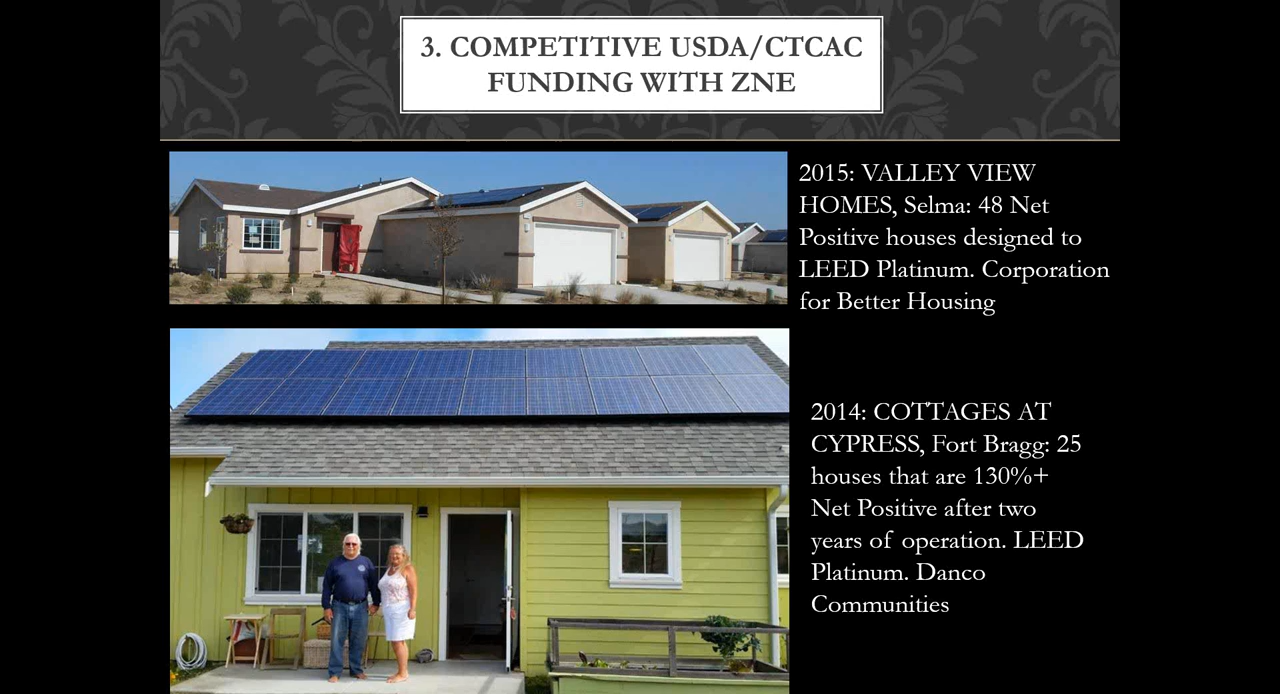 3. COMPETITIVE USDA/CTCAC
FUNDING WITH ZNE
2015: VALLEY VIEW
HOMES, Selma: 48 Net
Positive houses designed to
LEED Platinum. Corporation
for Better Housing
2014: COTTAGES AT
CYPRESS, Fort Bragg: 25
houses that are 130%+
Net Positive after two
years of operation. LEED
Platinum. Danco
Communities